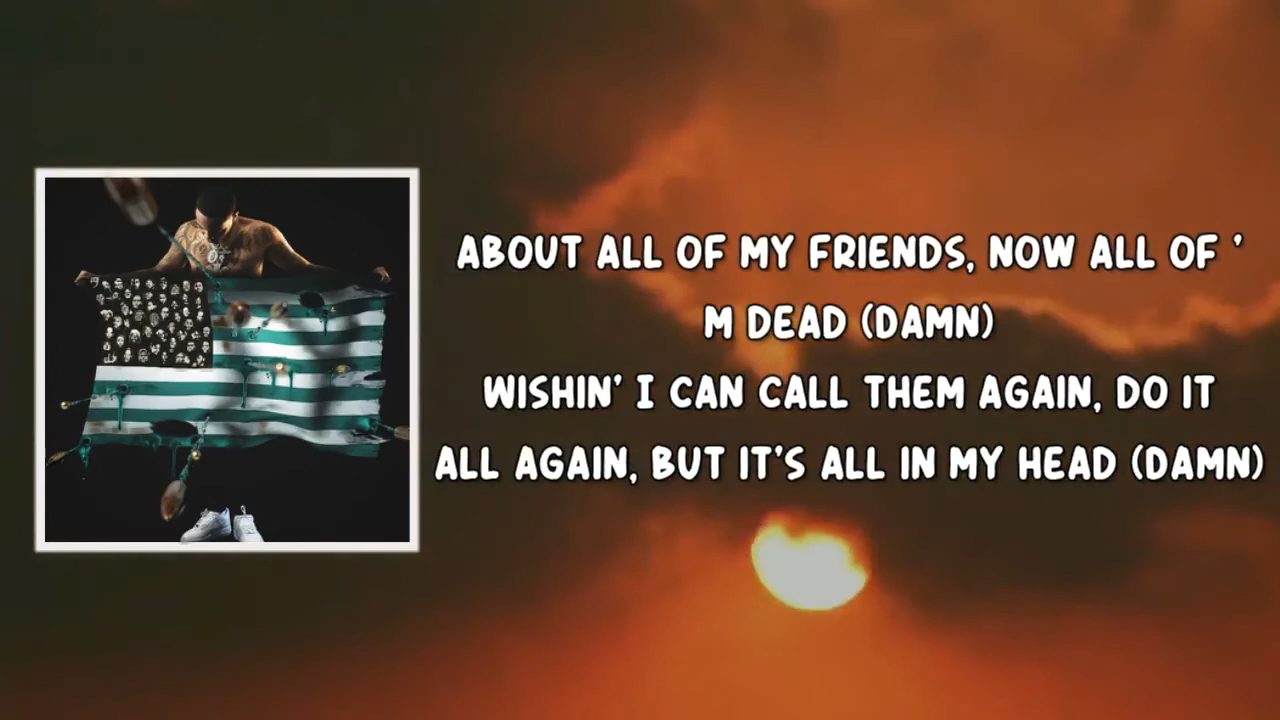 ABOUT ALL OF MY FRIENDS, NOW ALL OF '
M DEAD (DAMN)
WISHIN' I CAN CALL THEM AGAIN, DO IT
ALL AGAIN, BUT IT'S ALL IN MY HEAD (DAMN)